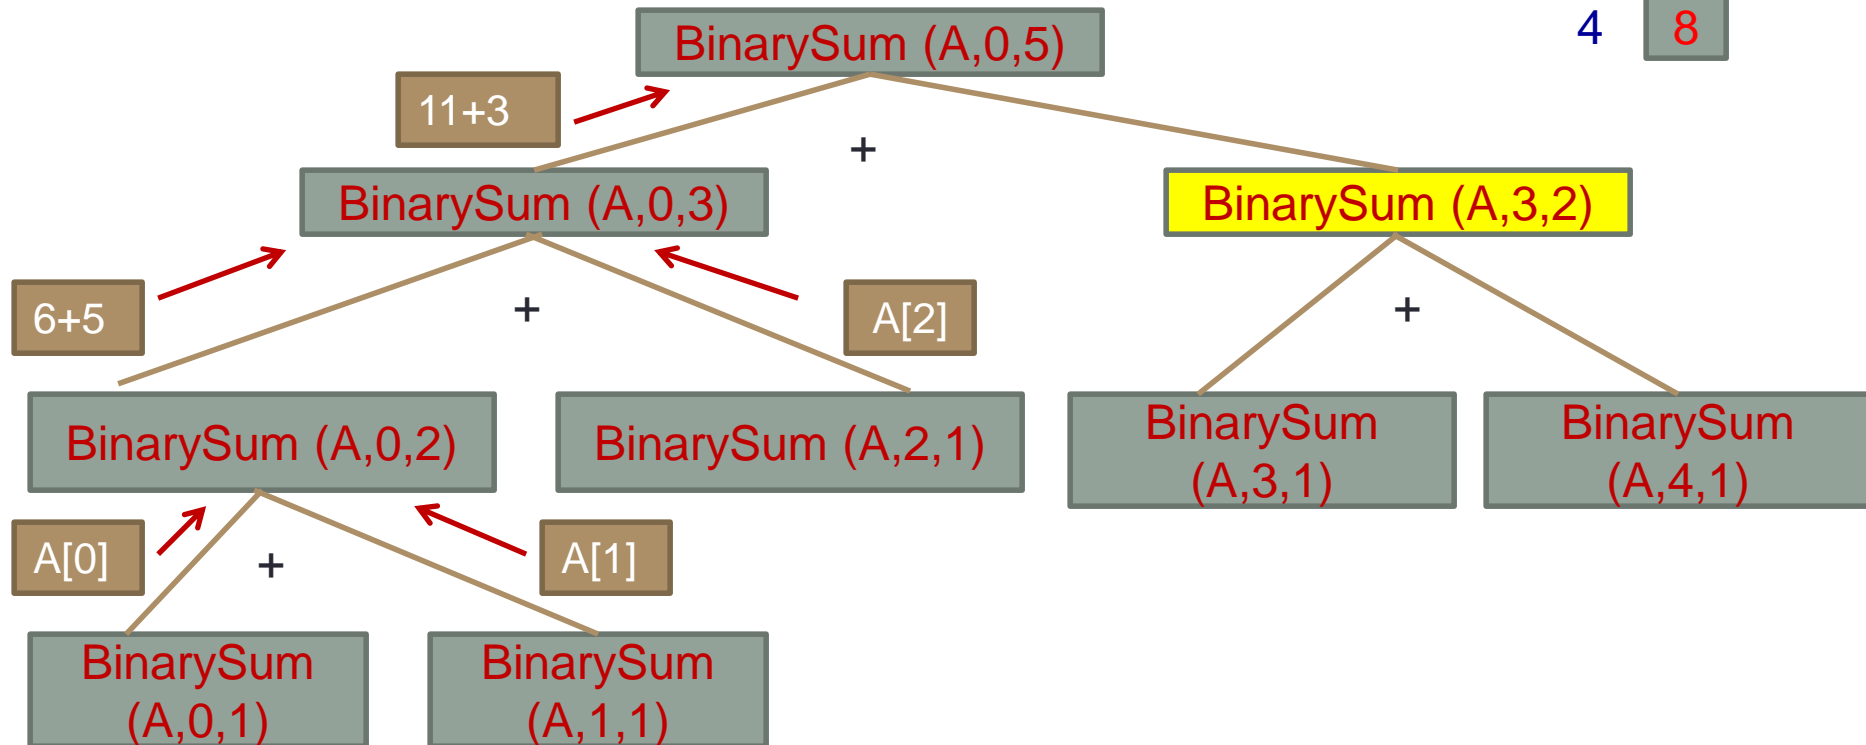 BinarySum (A,0,5)
4
8
11+3
+
BinarySum (A,0,3)
BinarySum (A,3,2)
6+5
+
A[2]
+
BinarySum (A,0,2)
BinarySum (A,2,1)
BinarySum
(A,3,1)
BinarySum
(A,4,1)
A[0]
+
A[1]
BinarySum
(A,0,1)
BinarySum
(A,1,1)